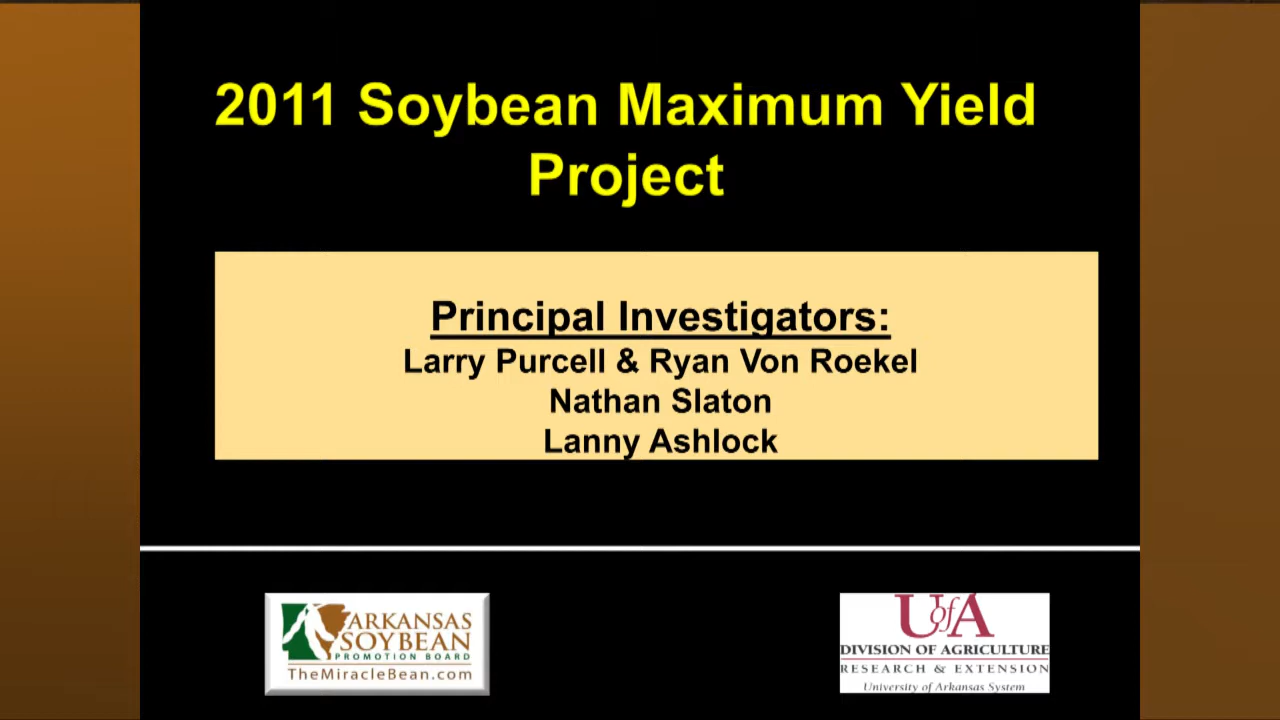 2011 Soybean Maximum Yield
Project
Principal Investigators:
Larry Purcell & Ryan Von Roekel
Nathan Slaton
Lanny Ashlock
ARKANSAS
SOYBEAN
PROMOTION BOARD
TheMiracleBean.com
UofA
DIVISION OF AGRICULTURE
RESEARCH & EXTENSION
University of Arkansas System